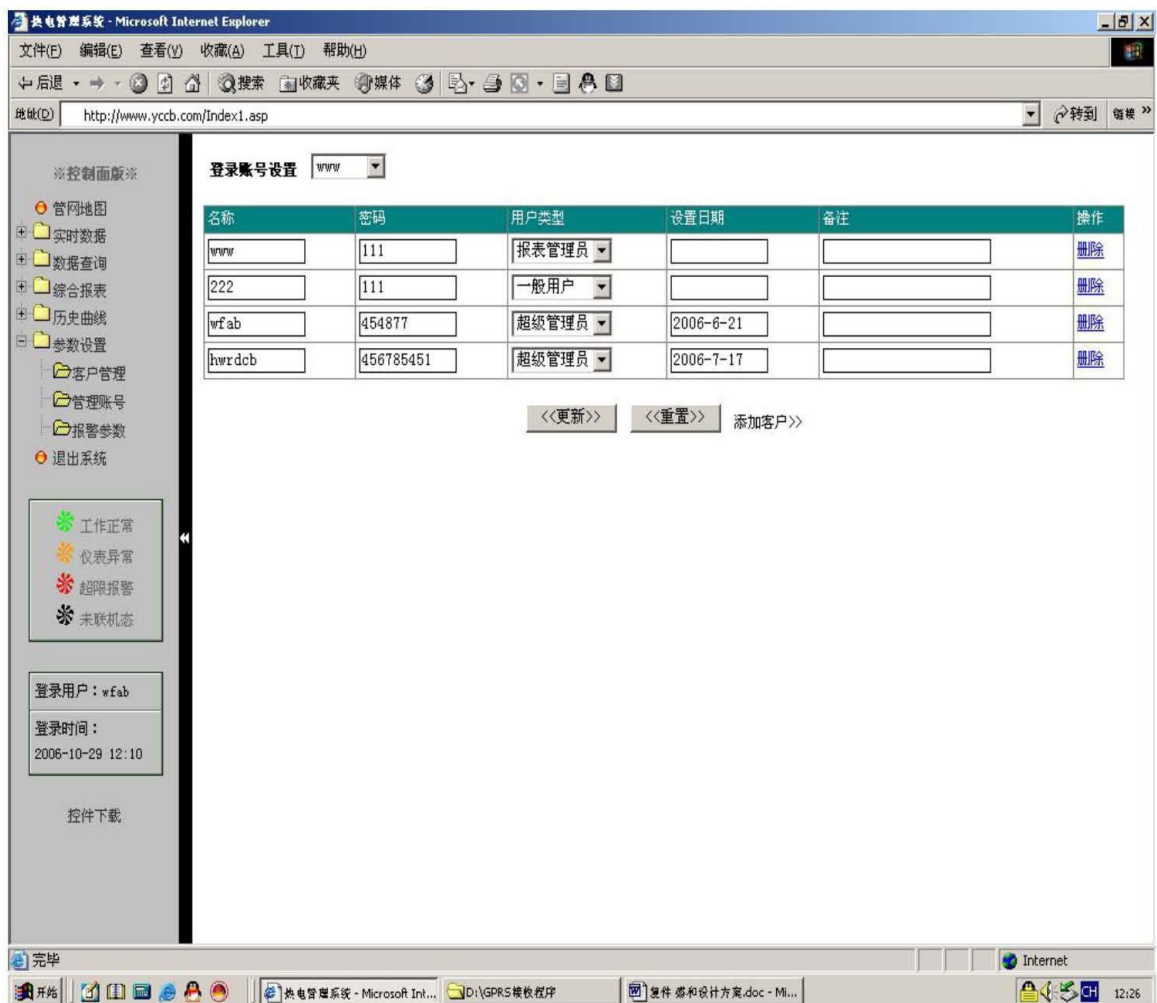 热电管理系统 - Microsoft Internet Explorer
文件(F) 编辑(E) 查看(V) 收藏(A) 工具(T) 帮助(H)
后退 搜索 收藏夹 媒体
地址(D) http://www.yccb.com/Index1.asp 转到 链接 »
※控制面版※
管网地图
实时数据
数据查询
综合报表
历史曲线
参数设置
客户管理
管理账号
报警参数
退出系统
工作正常
仪表异常
超限报警
未联机态
登录用户：wfab
登录时间：
2006-10-29 12:10
控件下载
登录账号设置 www
名称 密码 用户类型 设置日期 备注 操作
www 111 报表管理员 删除
222 111 一般用户 删除
wfab 454877 超级管理员 2006-6-21 删除
hwrdcb 456785451 超级管理员 2006-7-17 删除
<<更新>> <<重置>> 添加客户>>
完毕 Internet
开始 热电管理系统 - Microsoft Int... D:\GPRS接收程序 复件 盛和设计方案.doc - Mi... CH 12:26